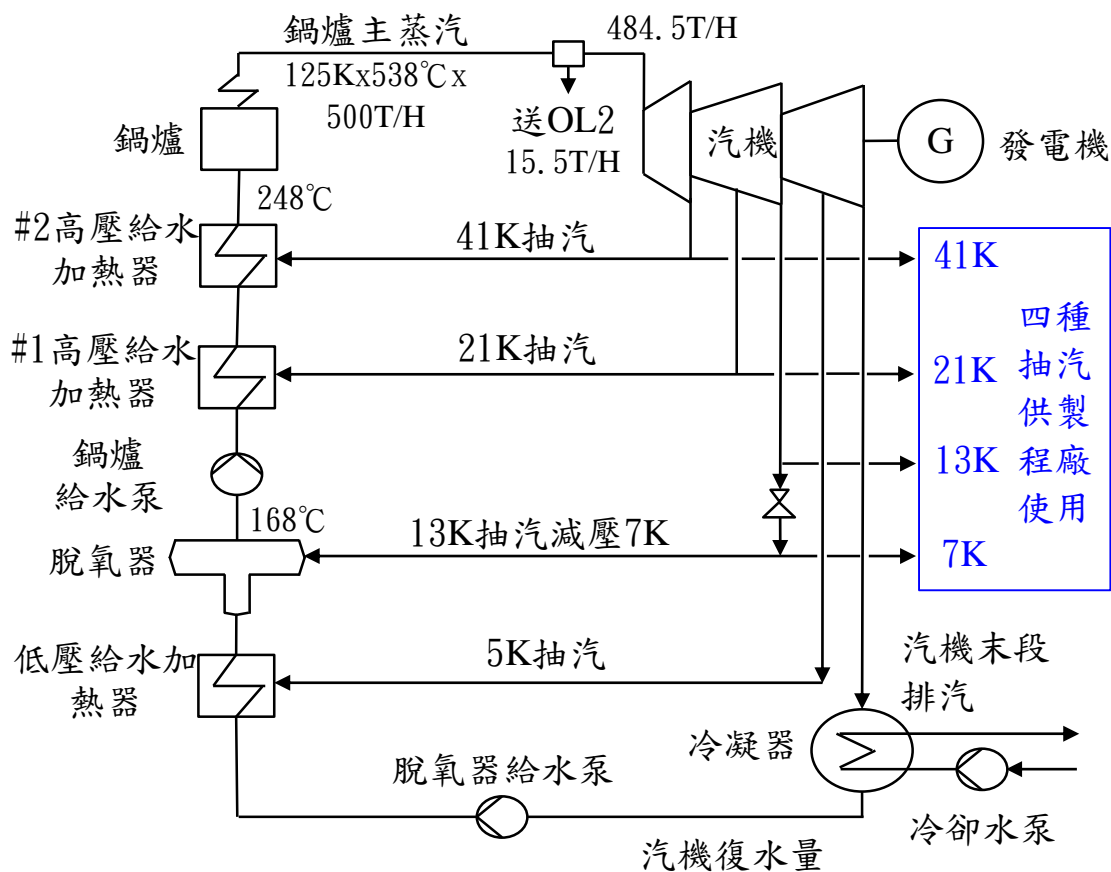 鍋爐主蒸汽
484.5T/H
125Kx538℃x
500T/H
送OL2
15.5T/H
鍋爐
汽機
G
發電機
248℃
#2高壓給水
加熱器
41K抽汽
41K
四種
抽汽
供製
程廠
使用
#1高壓給水
加熱器
21K抽汽
21K
13K
鍋爐
給水泵
168℃
脫氧器
13K抽汽減壓7K
7K
低壓給水加
熱器
5K抽汽
汽機末段
排汽
冷凝器
脫氧器給水泵
冷卻水泵
汽機復水量